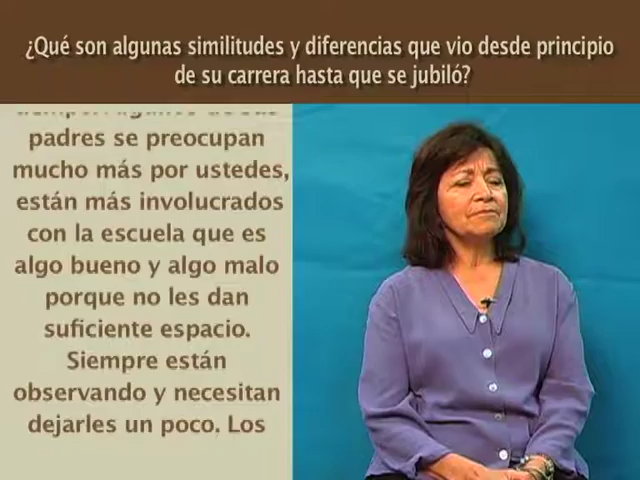 ¿Qué son algunas similitudes y diferencias que vio desde principio
de su carrera hasta que se jubiló?
padres se preocupan
mucho más por ustedes,
están más involucrados
con la escuela que es
algo bueno y algo malo
porque no les dan
suficiente espacio.
Siempre están
observando y necesitan
dejarles un poco. Los